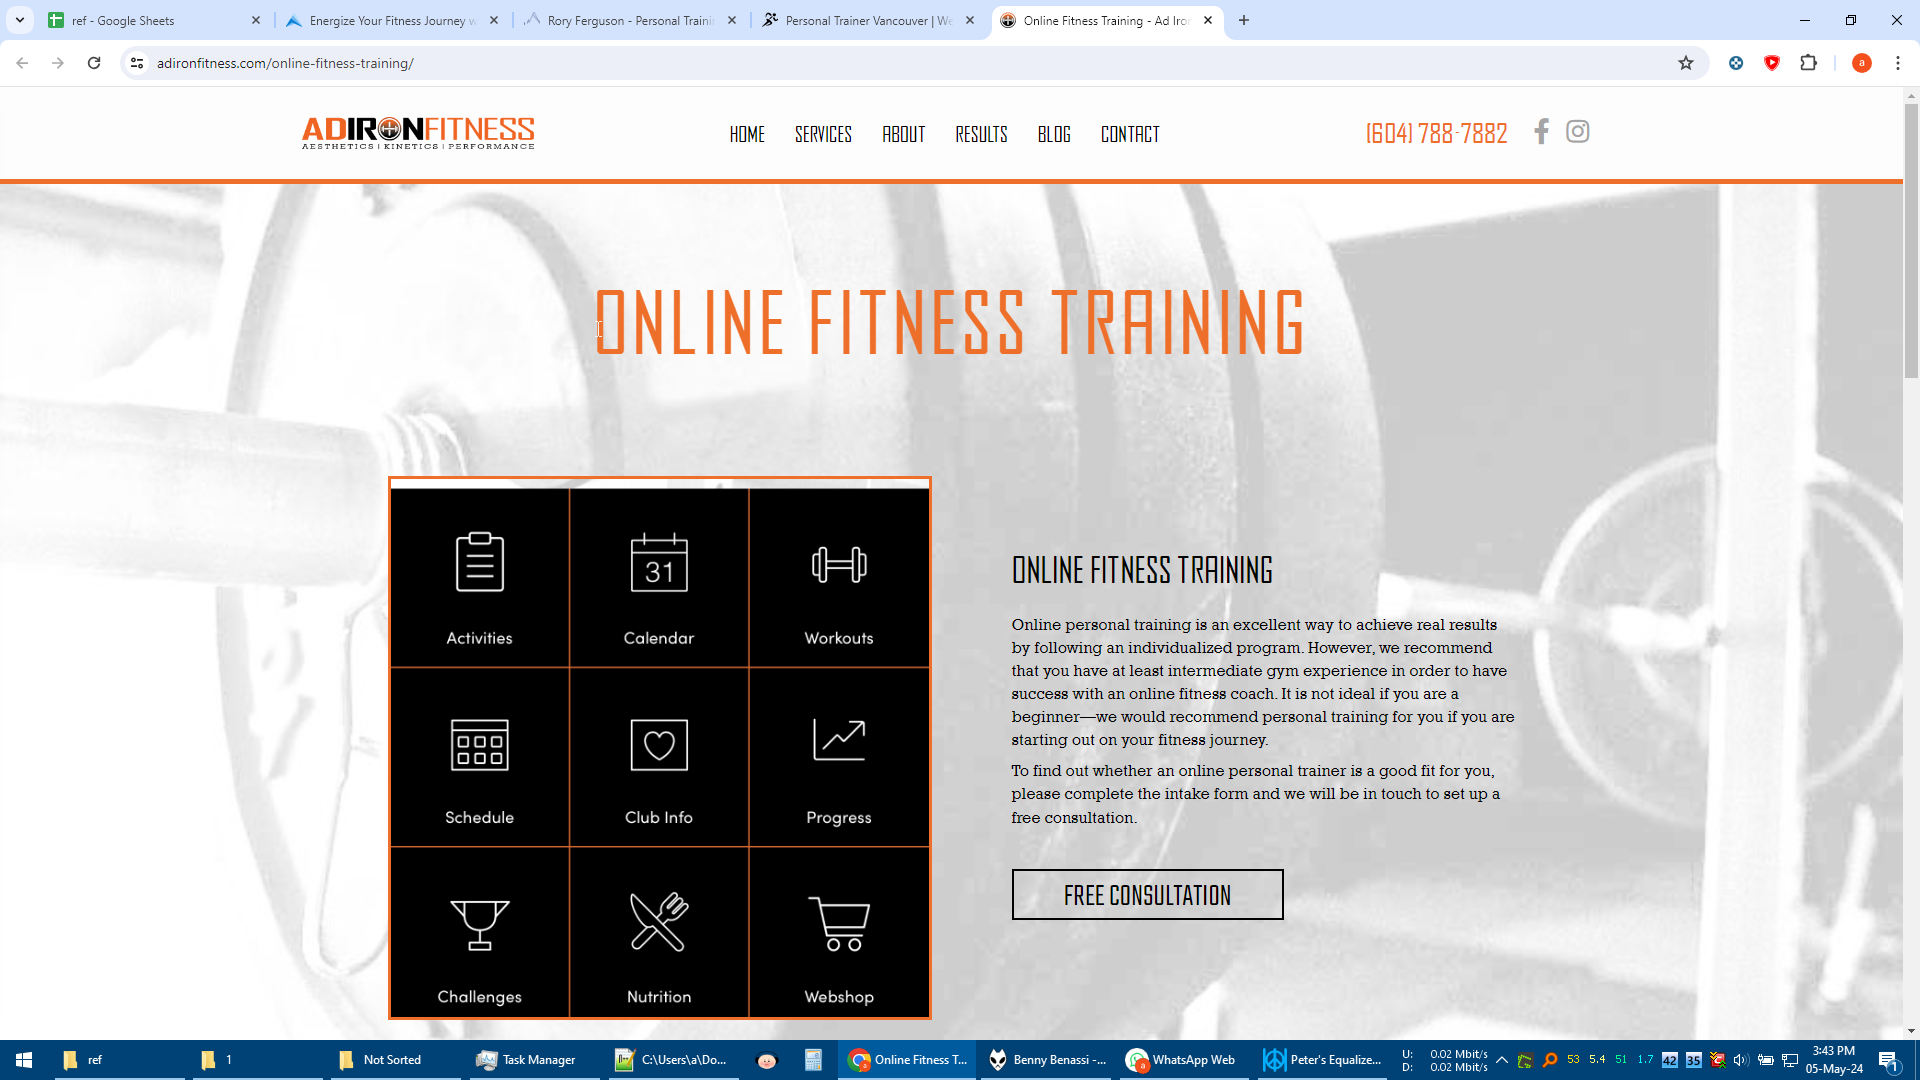 ref - Google Sheets
Energize Your Fitness Journey w
Rory Ferguson - Personal Traini
Personal Trainer Vancouver | We
Online Fitness Training - Ad Iron
adironfitness.com/online-fitness-training/
a
ADIRONFITNESS
AESTHETICS | KINETICS | PERFORMANCE
HOME
SERVICES
ABOUT
RESULTS
BLOG
CONTACT
(604) 788-7882
ONLINE FITNESS TRAINING
Activities
31
Calendar
Workouts
Schedule
Club Info
Progress
Challenges
Nutrition
Webshop
ONLINE FITNESS TRAINING
Online personal training is an excellent way to achieve real results
by following an individualized program. However, we recommend
that you have at least intermediate gym experience in order to have
success with an online fitness coach. It is not ideal if you are a
beginner—we would recommend personal training for you if you are
starting out on your fitness journey.
To find out whether an online personal trainer is a good fit for you,
please complete the intake form and we will be in touch to set up a
free consultation.
FREE CONSULTATION
ref
1
Not Sorted
Task Manager
C:\Users\a\Do...
Online Fitness T...
Benny Benassi -...
WhatsApp Web
Peter's Equalize...
U: 0.02 Mbit/s
D: 0.02 Mbit/s
53 5.4 51 1.7 42 35
3:43 PM
05-May-24
1